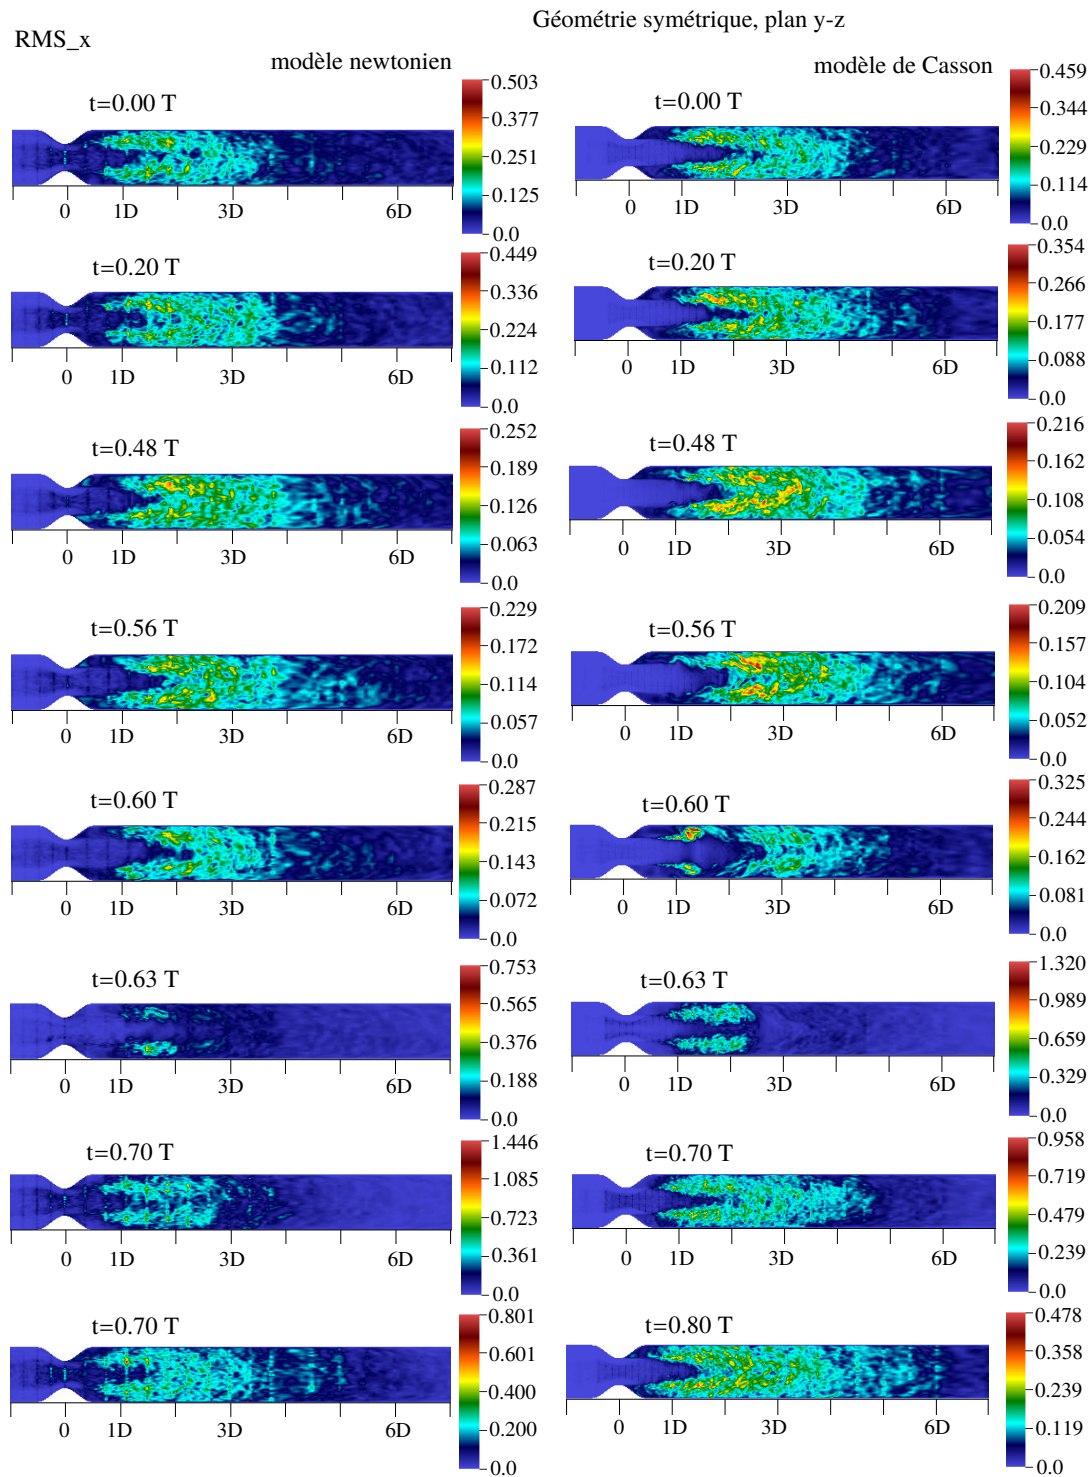 Géométrie symétrique, plan y-z
RMS_x
modèle newtonien
modèle de Casson
t=0.00 T
0.503
0.377
0.251
0.125
0.0
0 1D 3D 6D
t=0.00 T
0.459
0.344
0.229
0.114
0.0
0 1D 3D 6D
t=0.20 T
0.449
0.336
0.224
0.112
0.0
0 1D 3D 6D
t=0.20 T
0.354
0.266
0.177
0.088
0.0
0 1D 3D 6D
t=0.48 T
0.252
0.189
0.126
0.063
0.0
0 1D 3D 6D
t=0.48 T
0.216
0.162
0.108
0.054
0.0
0 1D 3D 6D
t=0.56 T
0.229
0.172
0.114
0.057
0.0
0 1D 3D 6D
t=0.56 T
0.209
0.157
0.104
0.052
0.0
0 1D 3D 6D
t=0.60 T
0.287
0.215
0.143
0.072
0.0
0 1D 3D 6D
t=0.60 T
0.325
0.244
0.162
0.081
0.0
0 1D 3D 6D
t=0.63 T
0.753
0.565
0.376
0.188
0.0
0 1D 3D 6D
t=0.63 T
1.320
0.989
0.659
0.329
0.0
0 1D 3D 6D
t=0.70 T
1.446
1.085
0.723
0.361
0.0
0 1D 3D 6D
t=0.70 T
0.958
0.719
0.479
0.239
0.0
0 1D 3D 6D
t=0.70 T
0.801
0.601
0.400
0.200
0.0
0 1D 3D 6D
t=0.80 T
0.478
0.358
0.239
0.119
0.0
0 1D 3D 6D